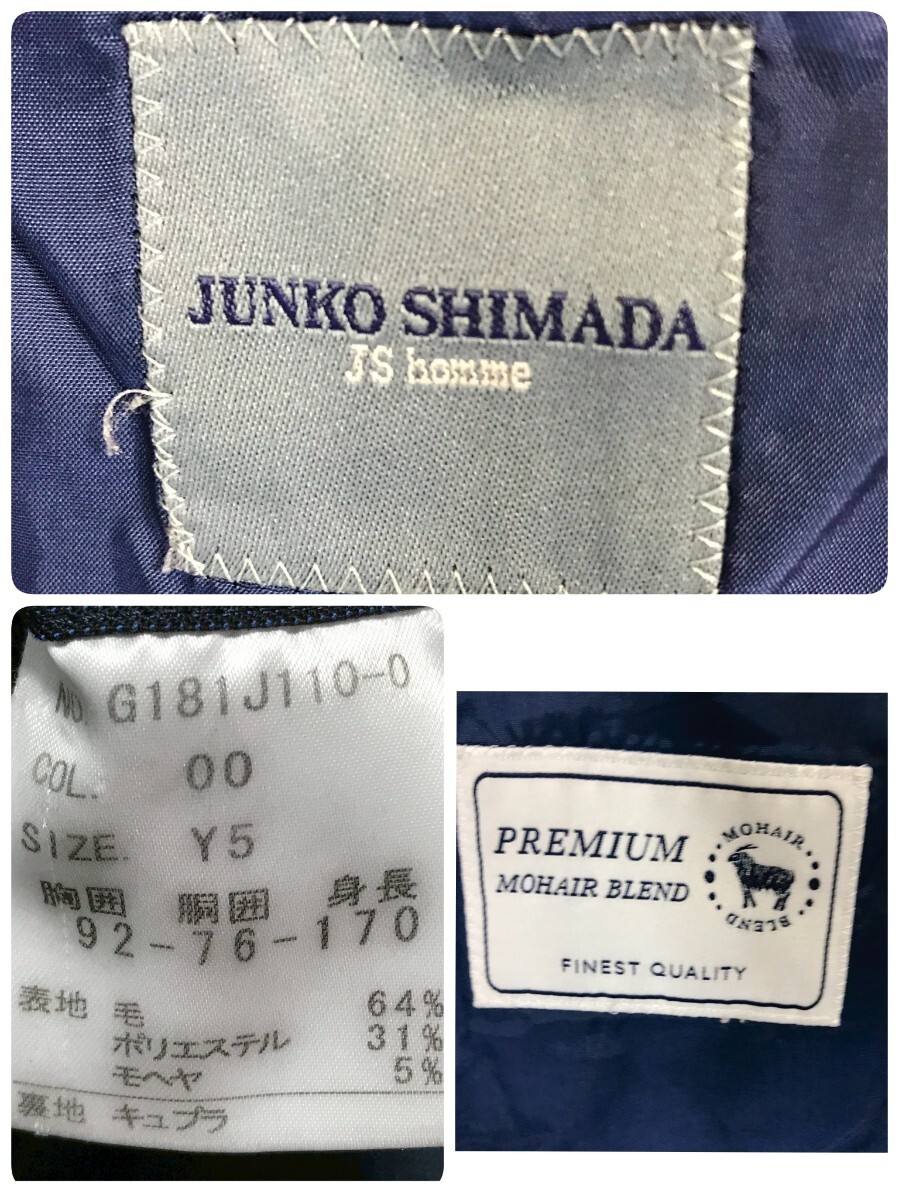 JUNKO SHIMADA
JS homme
NO. G181J110-0
COL. 00
SIZE. Y5
胸囲 胴囲 身長
92-76-170
表地 毛 64%
ポリエステル 31%
モヘヤ 5%
裏地 キュプラ
PREMIUM
MOHAIR BLEND
MOHAIR
BLEND
FINEST QUALITY